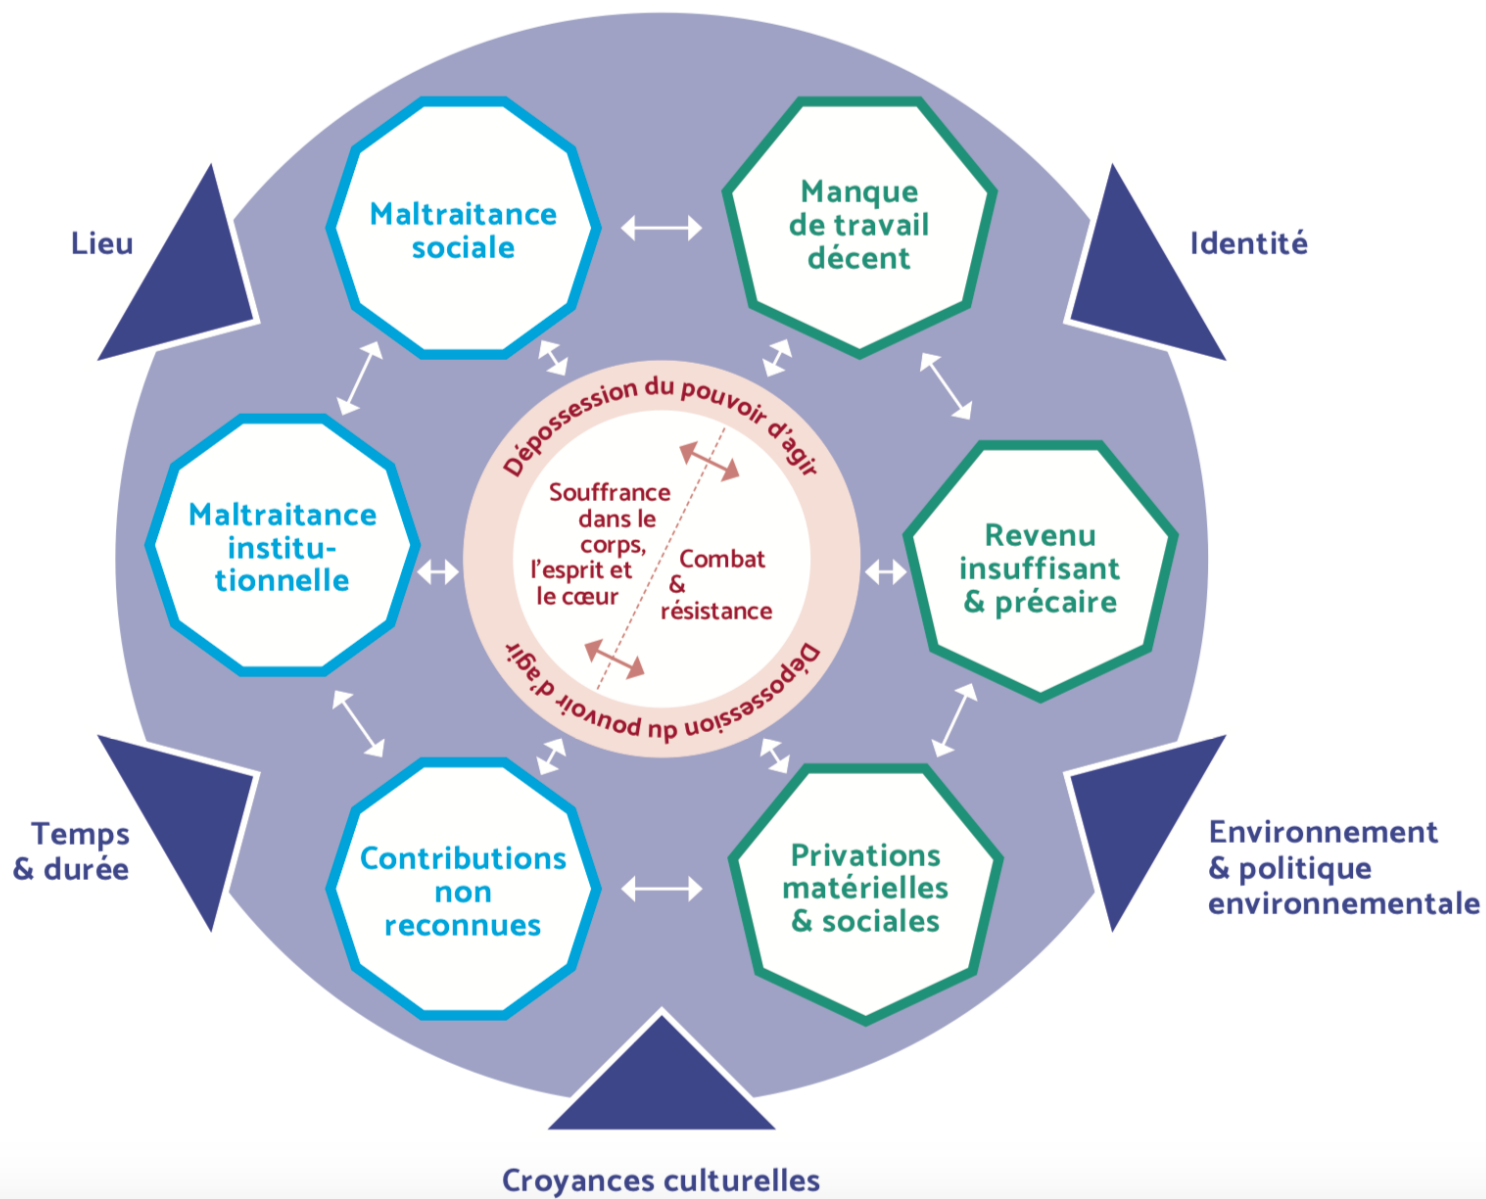 Maltraitance
sociale
Manque
de travail
décent
Lieu
Identité
Dépossession du pouvoir d'agir
Souffrance
dans le
corps,
l'esprit et
le cœur
Combat
&
résistance
Dépossession du pouvoir d'agir
Maltraitance
institu-
tionnelle
Revenu
insuffisant
& précaire
Temps
& durée
Environnement
& politique
environnementale
Contributions
non
reconnues
Privations
matérielles
& sociales
Croyances culturelles